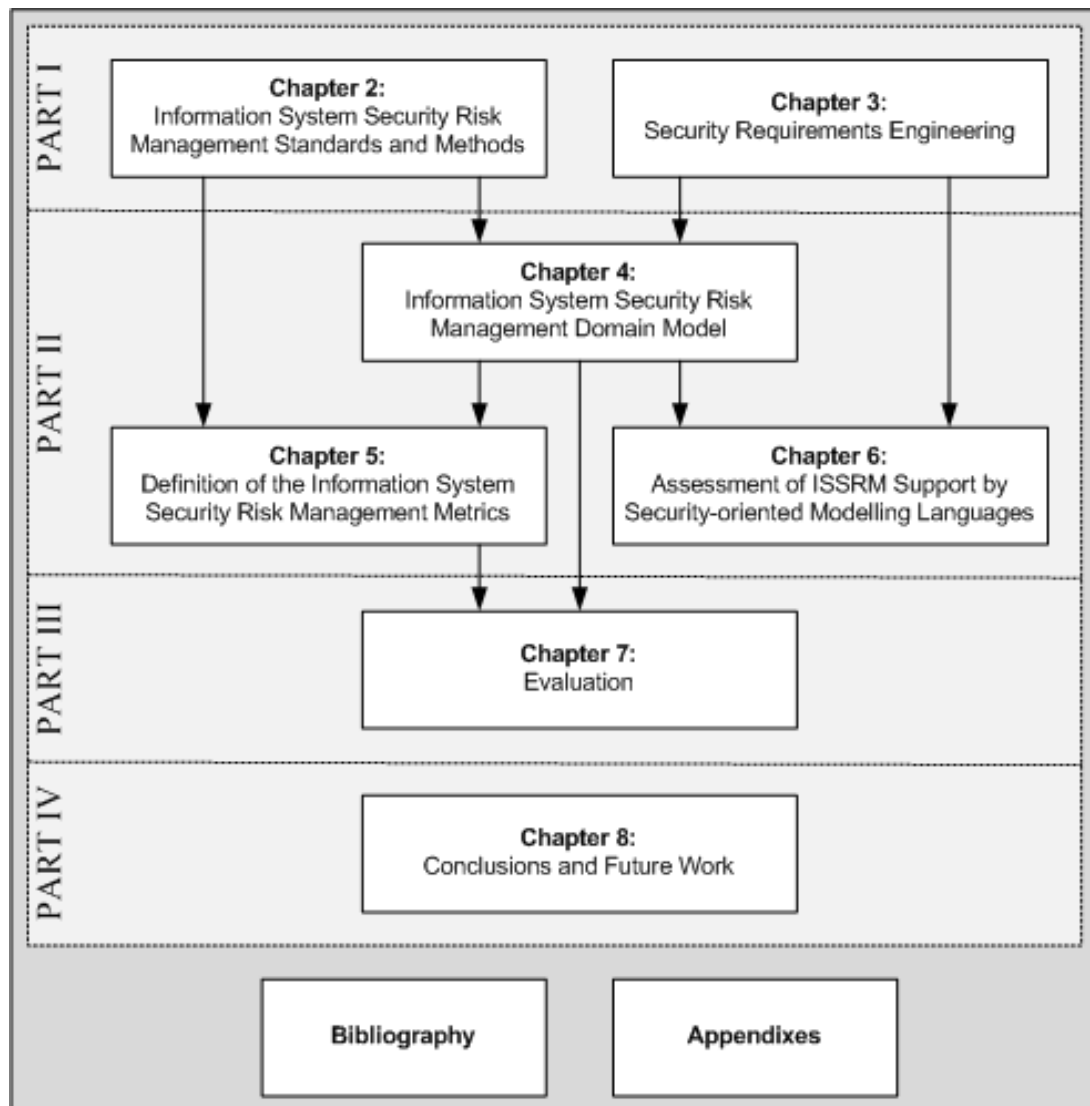 PART I
Chapter 2:
Information System Security Risk
Management Standards and Methods
Chapter 3:
Security Requirements Engineering
PART II
Chapter 4:
Information System Security Risk
Management Domain Model
Chapter 5:
Definition of the Information System
Security Risk Management Metrics
Chapter 6:
Assessment of ISSRM Support by
Security-oriented Modelling Languages
PART III
Chapter 7:
Evaluation
PART IV
Chapter 8:
Conclusions and Future Work
Bibliography
Appendixes